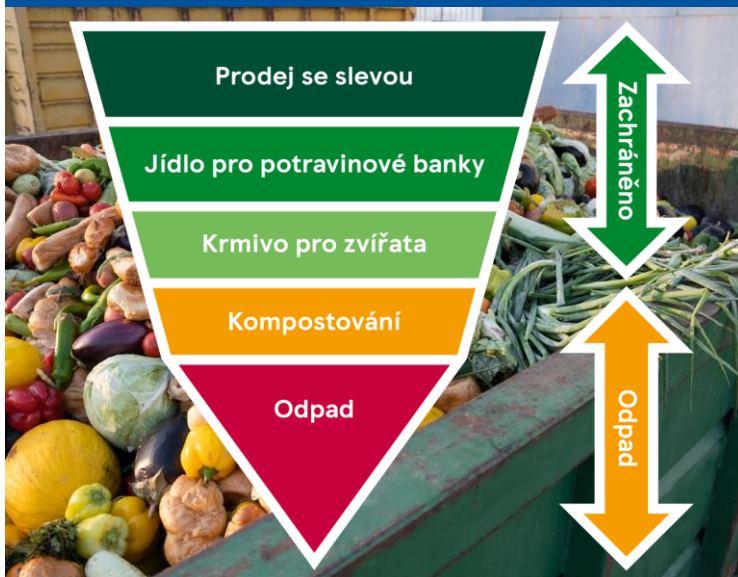 Prodej se slevou
Jídlo pro potravinové banky
Krmivo pro zvířata
Kompostování
Odpad
Zachráněno
Odpad